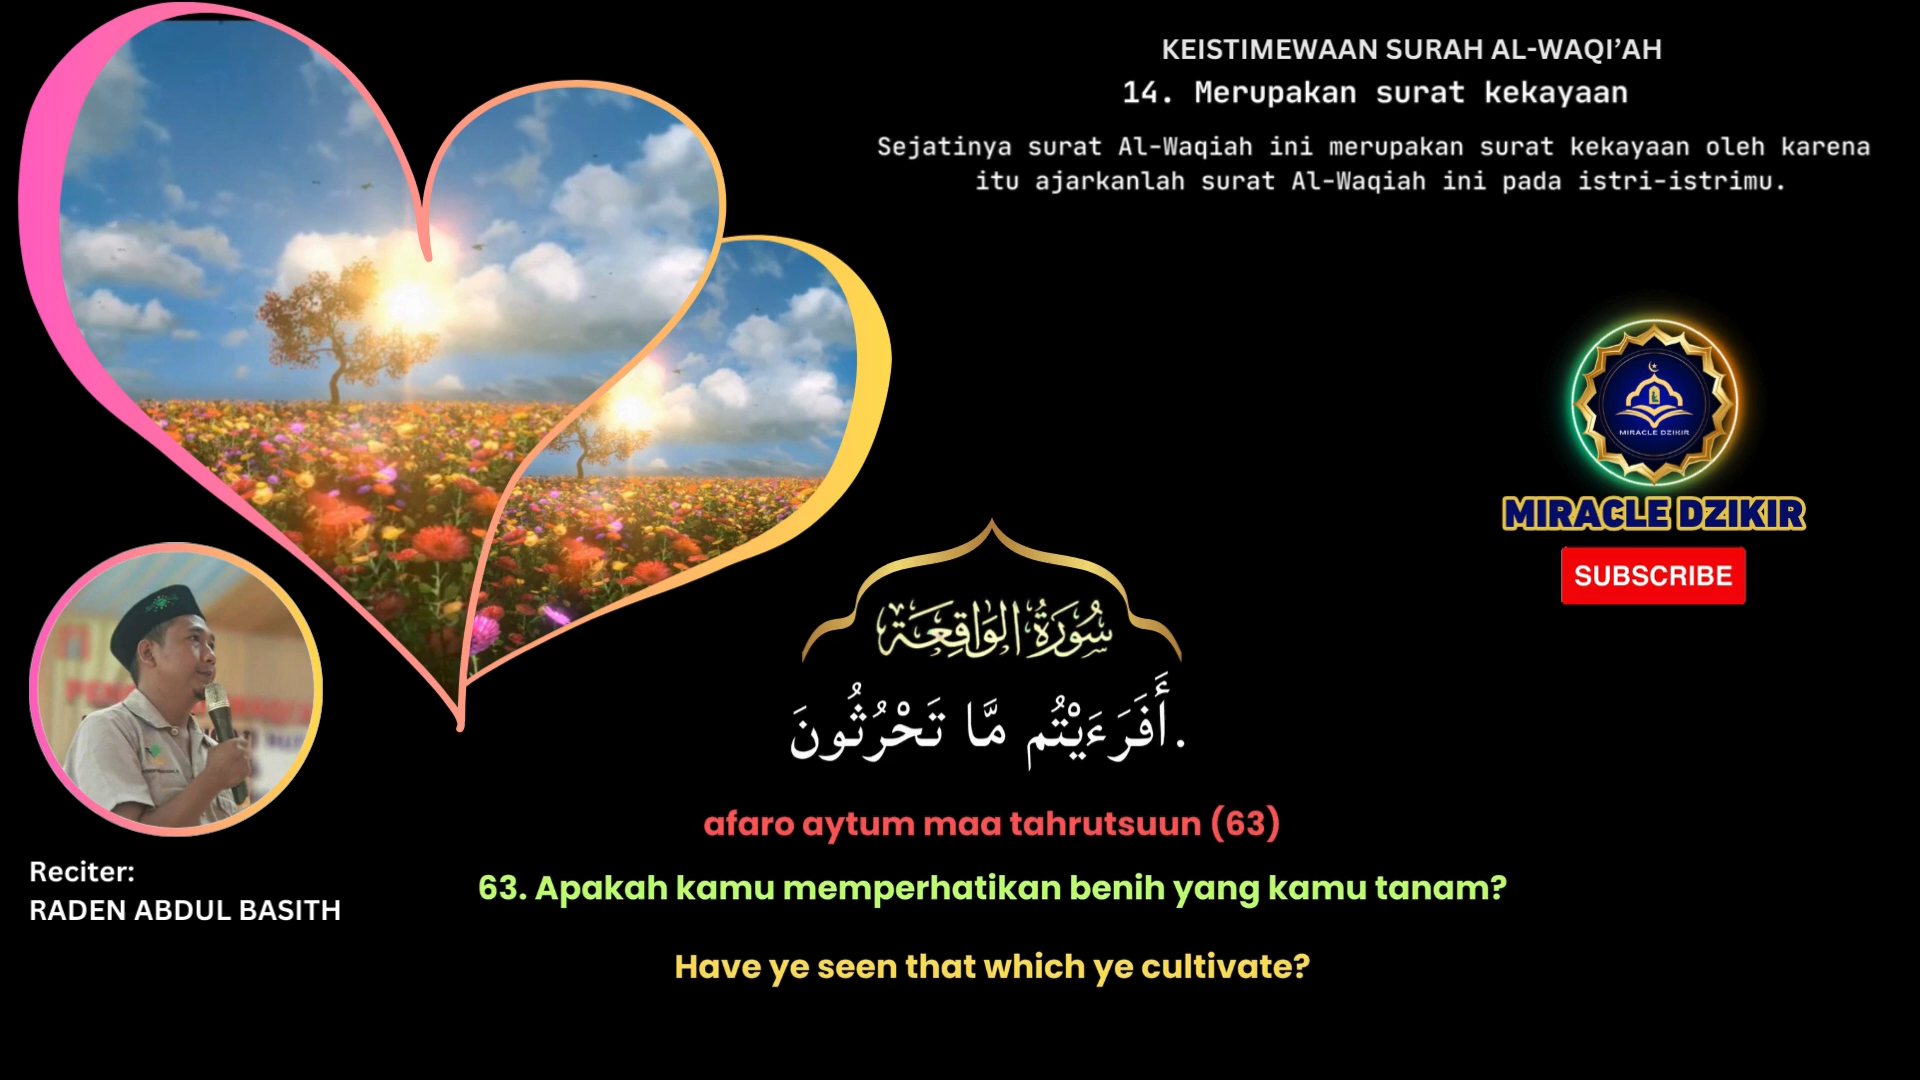 KEISTIMEWAAN SURAH AL-WAQI’AH
14. Merupakan surat kekayaan
Sejatinya surat Al-Waqiah ini merupakan surat kekayaan oleh karena
itu ajarkanlah surat Al-Waqiah ini pada istri-istrimu.
MIRACLE DZIKIR
MIRACLE DZIKIR
SUBSCRIBE
سُوْرَةُ الوَاقِعَة
أَفَرَءَيْتُم مَّا تَحْرُثُونَ.
afaro aytum maa tahrutsuun (63)
63. Apakah kamu memperhatikan benih yang kamu tanam?
Have ye seen that which ye cultivate?
Reciter:
RADEN ABDUL BASITH